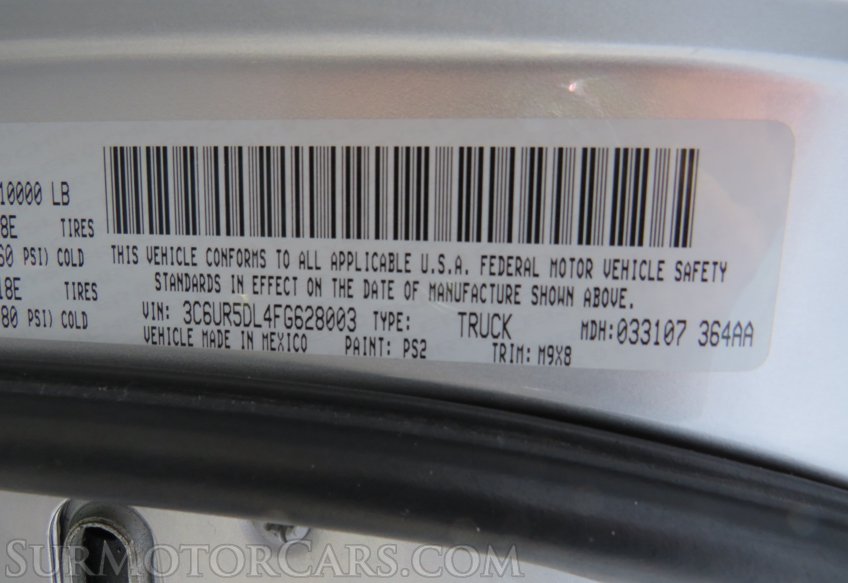 10000 LB
8E TIRES
60 PSI) COLD
18E TIRES
80 PSI) COLD
THIS VEHICLE CONFORMS TO ALL APPLICABLE U.S.A. FEDERAL MOTOR VEHICLE SAFETY
STANDARDS IN EFFECT ON THE DATE OF MANUFACTURE SHOWN ABOVE.
VIN: 3C6UR5DL4FG628003 TYPE: TRUCK MDH:033107 364AA
VEHICLE MADE IN MEXICO PAINT: PS2 TRIM: M9X8
SurMotorCars.com